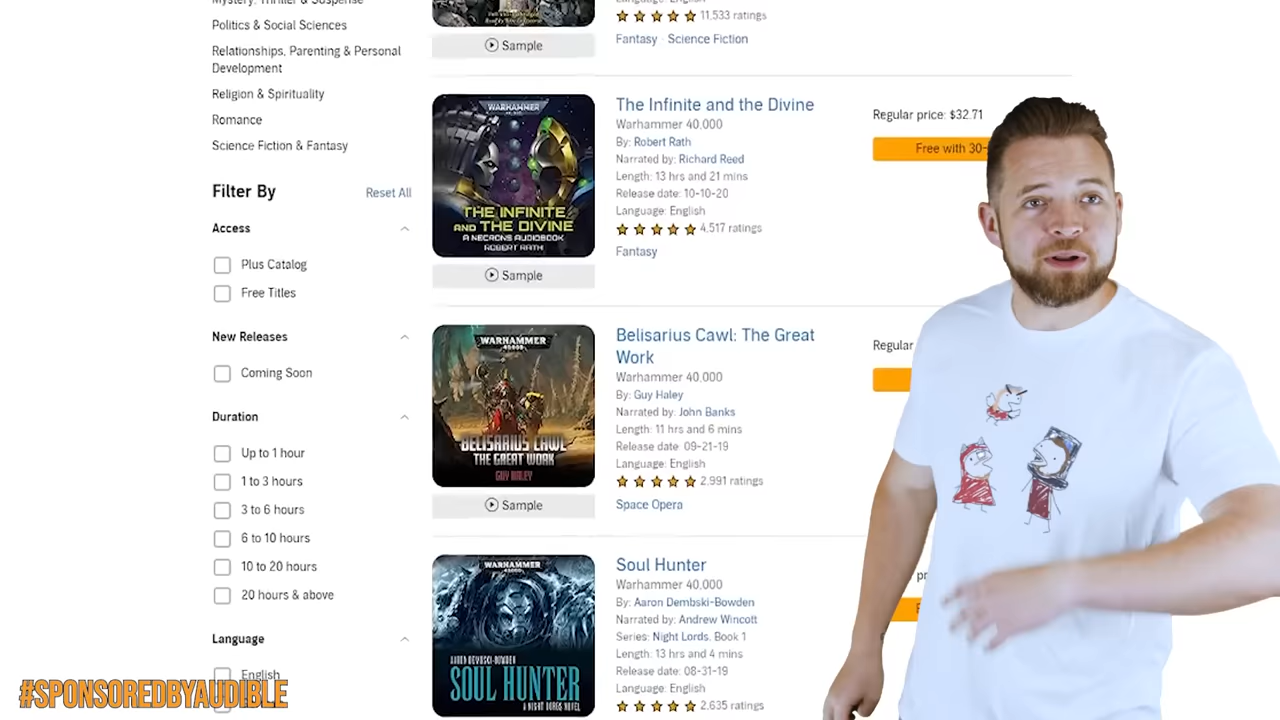 Mystery, Thriller & Suspense
Politics & Social Sciences
Relationships, Parenting & Personal
Development
Religion & Spirituality
Romance
Science Fiction & Fantasy
Filter By
Reset All
Access
Plus Catalog
Free Titles
New Releases
Coming Soon
Duration
Up to 1 hour
1 to 3 hours
3 to 6 hours
6 to 10 hours
10 to 20 hours
20 hours & above
Language
English
#SPONSOREDBYAUDIBLE
Sample
Language: English
11,533 ratings
Fantasy · Science Fiction
WARHAMMER
THE INFINITE
AND THE DIVINE
A NECRONS AUDIOBOOK
ROBERT RATH
Sample
The Infinite and the Divine
Warhammer 40,000
By: Robert Rath
Narrated by: Richard Reed
Length: 13 hrs and 21 mins
Release date: 10-10-20
Language: English
4,517 ratings
Fantasy
Regular price: $32.71
Free with 30-
WARHAMMER
40,000
BELISARIUS CAWL
THE GREAT WORK
GUY HALEY
Sample
Belisarius Cawl: The Great
Work
Warhammer 40,000
By: Guy Haley
Narrated by: John Banks
Length: 11 hrs and 6 mins
Release date: 09-21-19
Language: English
2,991 ratings
Space Opera
Regular
WARHAMMER
40,000
AARON DEMBSKI-BOWDEN
SOUL HUNTER
A NIGHT LORDS NOVEL
Soul Hunter
Warhammer 40,000
By: Aaron Dembski-Bowden
Narrated by: Andrew Wincott
Series: Night Lords, Book 1
Length: 13 hrs and 4 mins
Release date: 08-31-19
Language: English
2,635 ratings